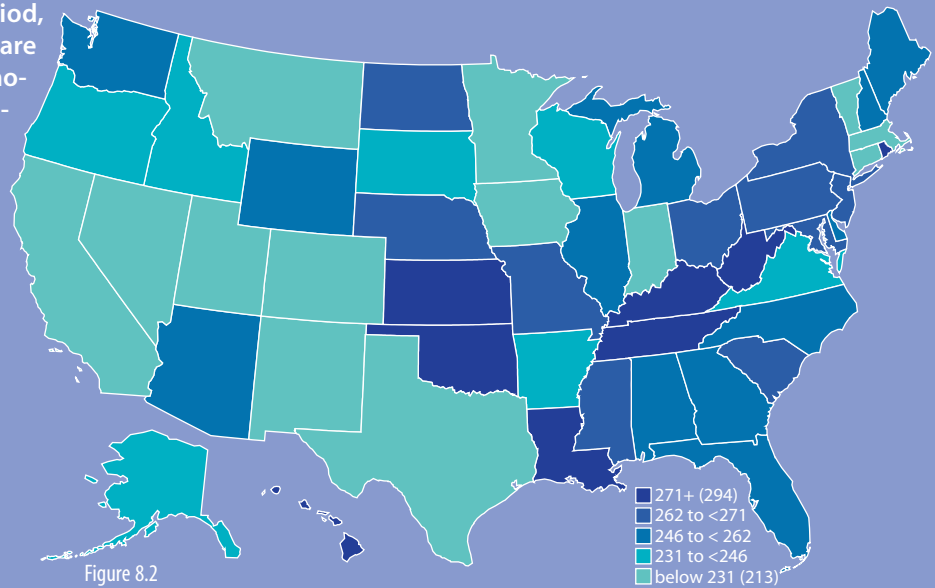 iod,
are
no-
-
271+ (294)
262 to <271
246 to < 262
231 to <246
below 231 (213)
Figure 8.2